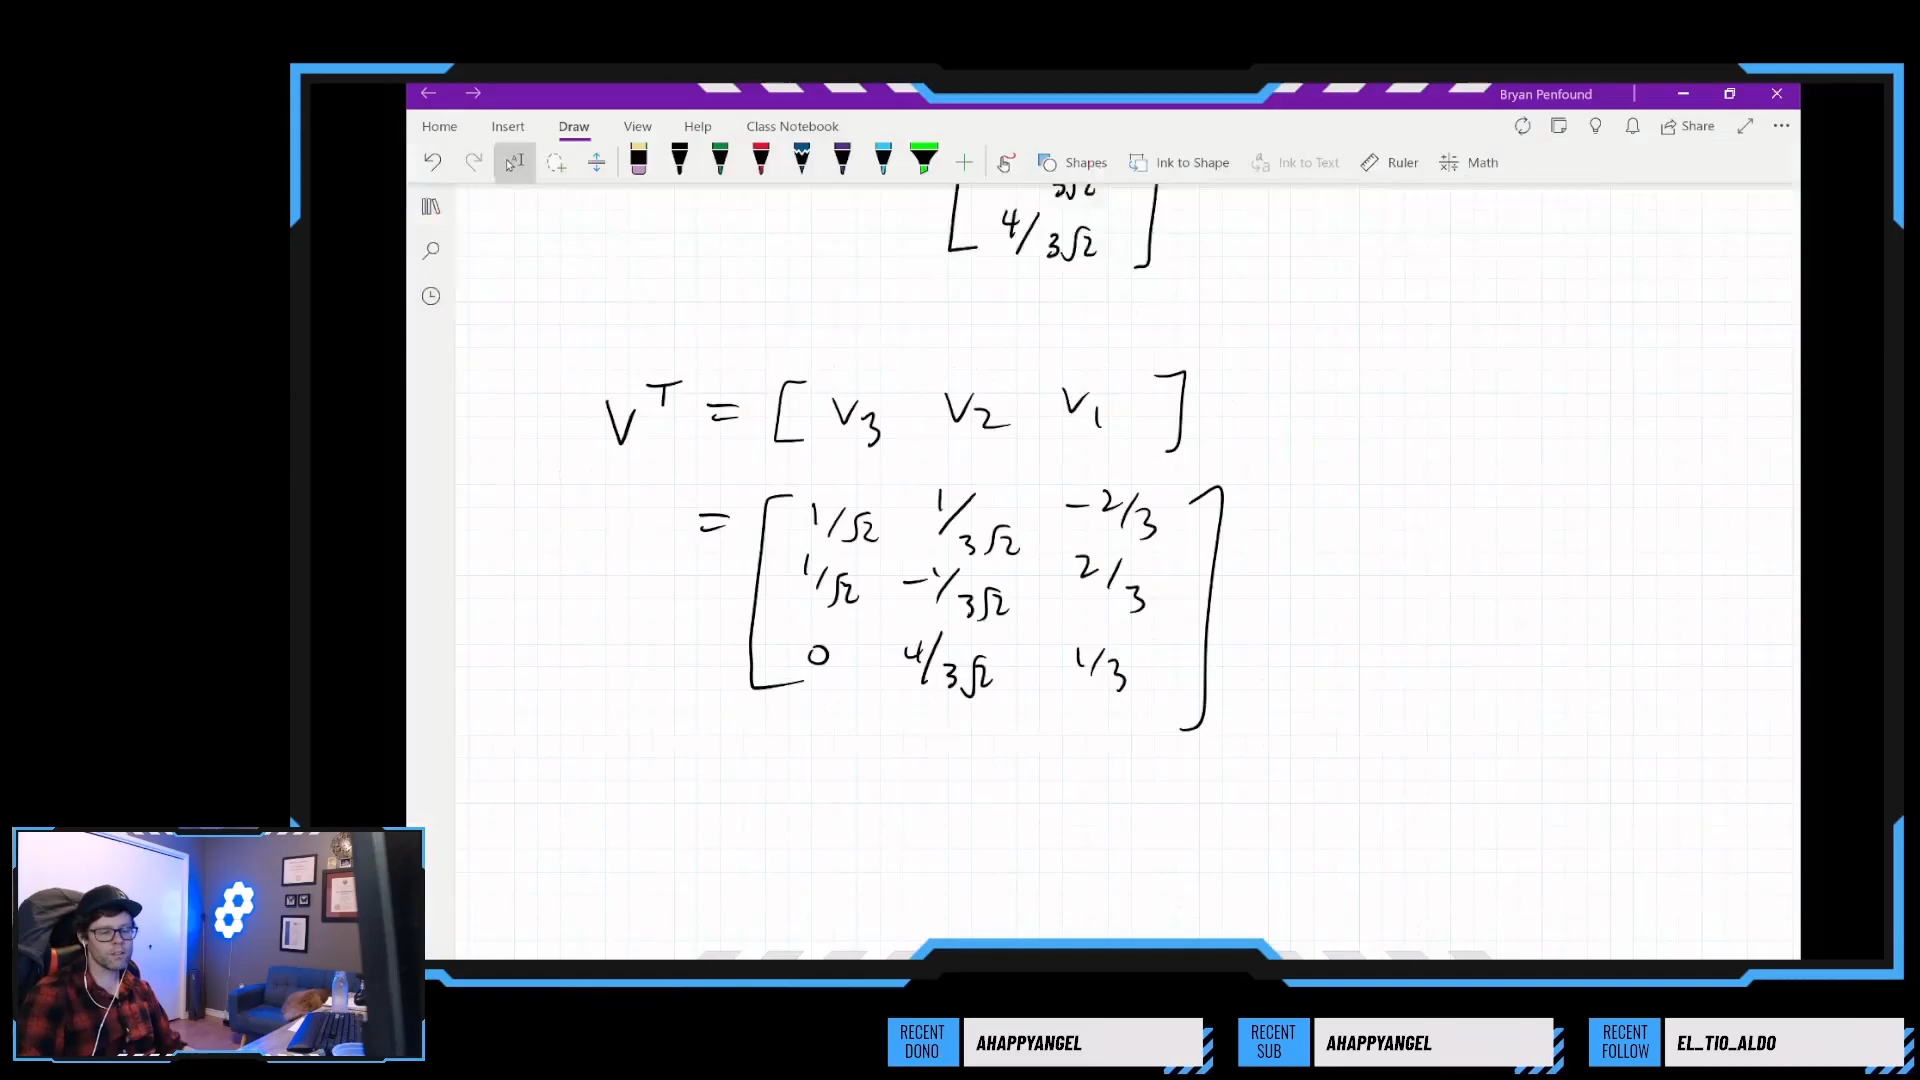 Bryan Penfound
Home Insert Draw View Help Class Notebook Share
Shapes Ink to Shape Ink to Text Ruler Math
3√2
4/3√2
V^T = [ v3 v2 v1 ]
= [ 1/√2 1/3√2 -2/3
1/√2 -1/3√2 2/3
0 4/3√2 1/3 ]
RECENT DONO AHAPPYANGEL
RECENT SUB AHAPPYANGEL
RECENT FOLLOW EL_TIO_ALDO